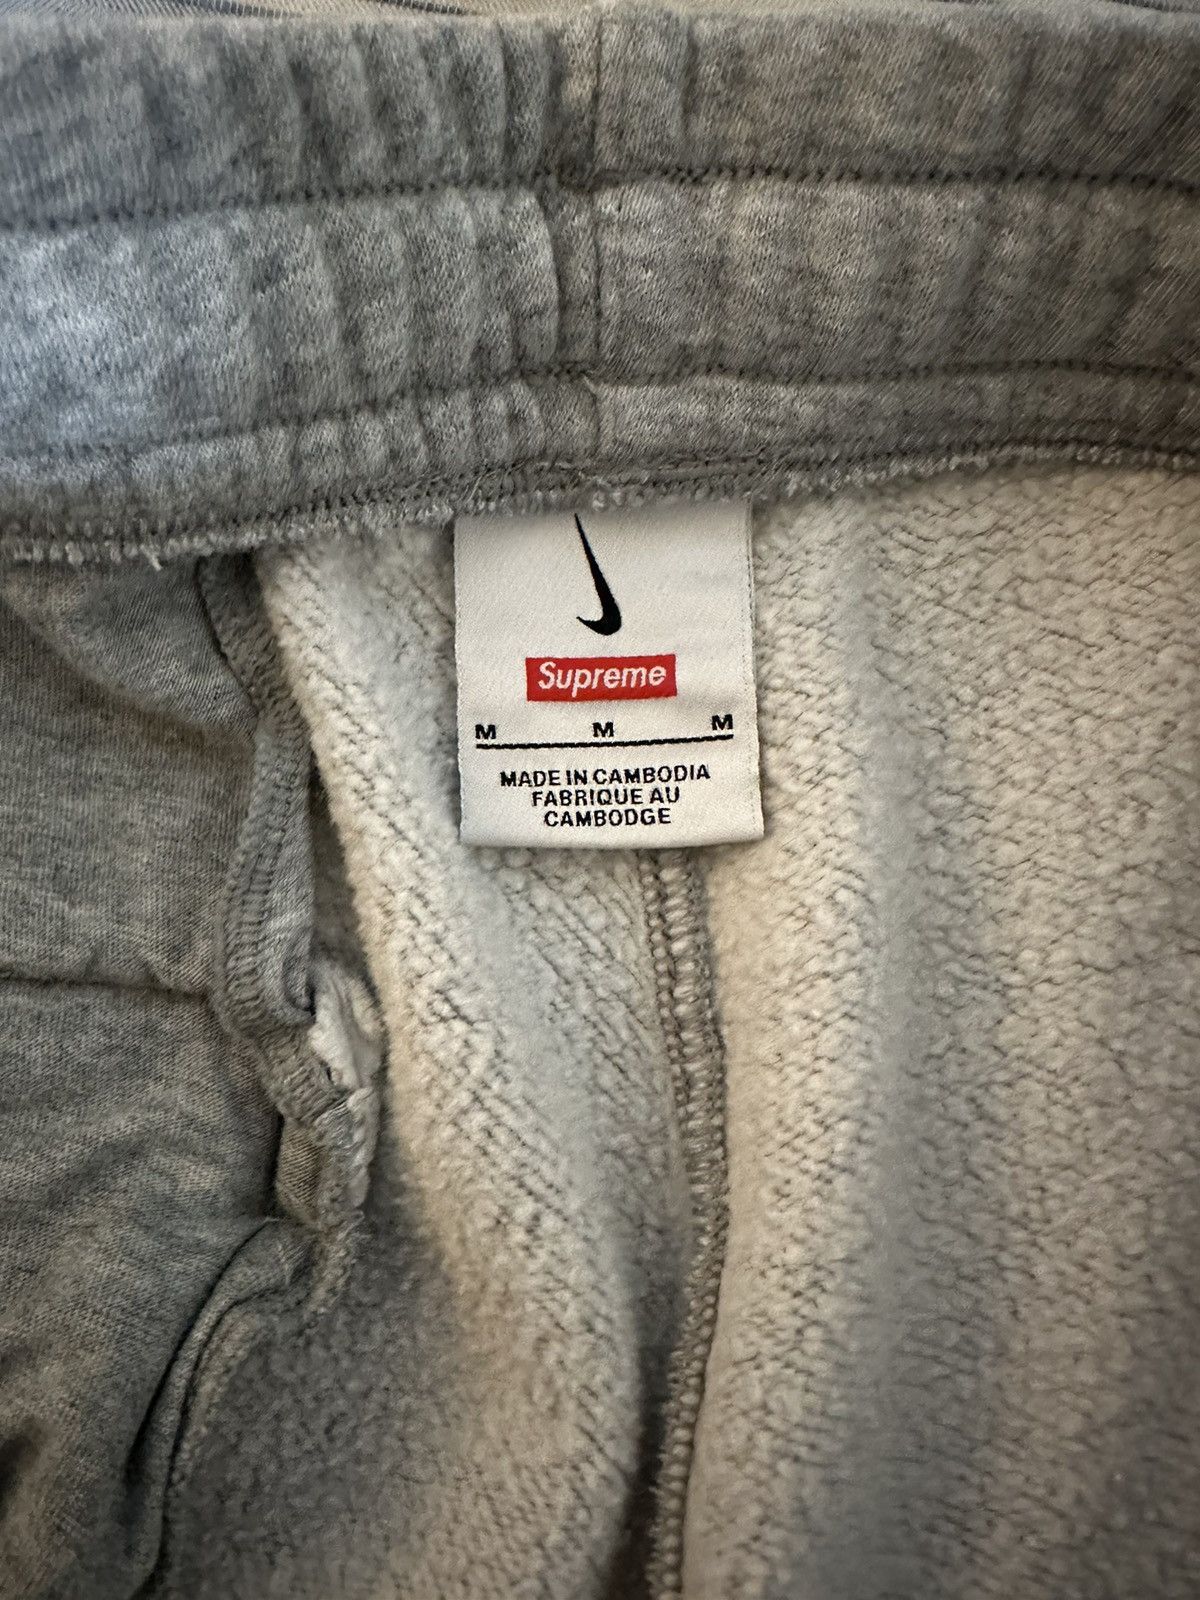 Supreme
M M M
MADE IN CAMBODIA
FABRIQUE AU
CAMBODGE